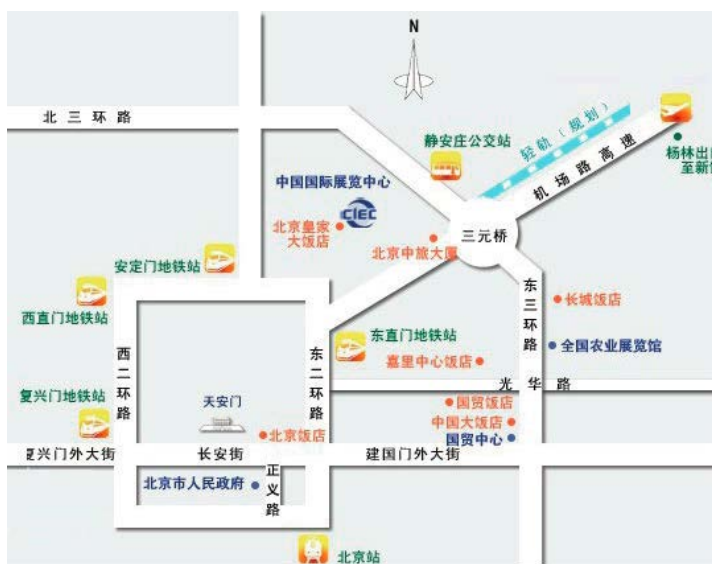 N
北三环路
静安庄公交站
轻轨（规划）
机场路高速
杨林出
至新
中国国际展览中心
CIEC
北京皇家
大饭店
北京中旅大厦
三元桥
安定门地铁站
西直门地铁站
东三环路
长城饭店
全国农业展览馆
东直门地铁站
嘉里中心饭店
西二环路
东二环路
光华路
复兴门地铁站
天安门
国贸饭店
中国大饭店
国贸中心
北京饭店
复兴门外大街
长安街
建国门外大街
正义路
北京市人民政府
北京站